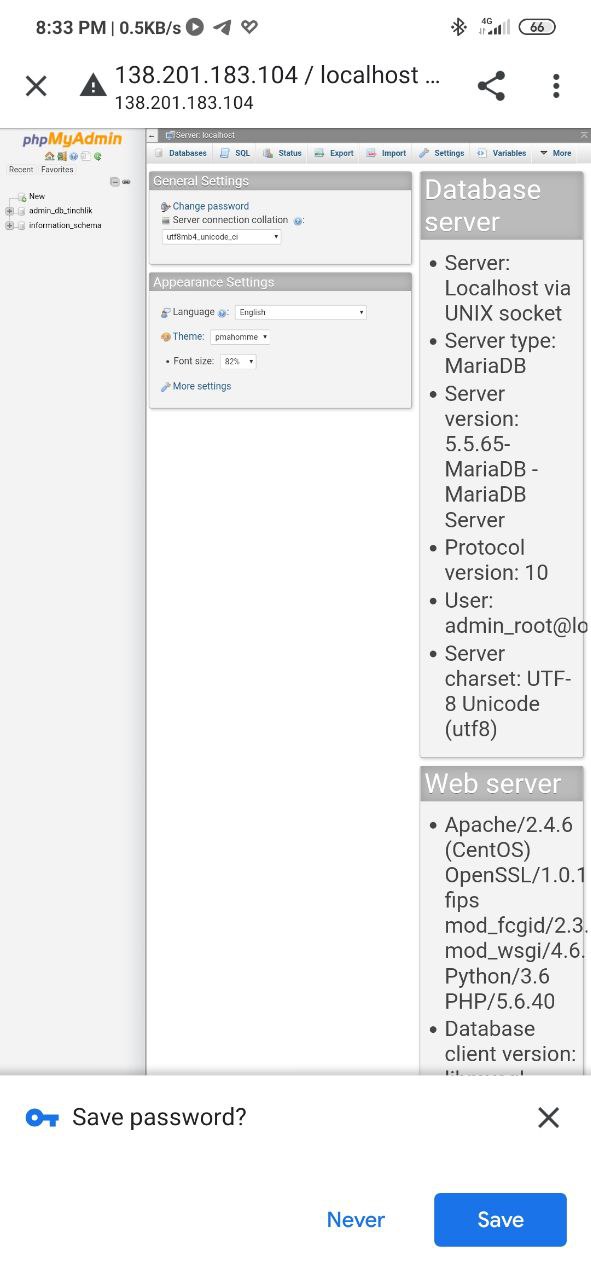 8:33 PM | 0.5KB/s
4G
66
138.201.183.104 / localhost ...
138.201.183.104
phpMyAdmin
Recent Favorites
New
admin_db_tinchlik
information_schema
Server: localhost
Databases SQL Status Export Import Settings Variables More
General Settings
Change password
Server connection collation
utf8mb4_unicode_ci
Appearance Settings
Language
English
Theme: pmahomme
• Font size: 82%
More settings
Database
server
• Server:
Localhost via
UNIX socket
• Server type:
MariaDB
• Server
version:
5.5.65-
MariaDB -
MariaDB
Server
• Protocol
version: 10
• User:
admin_root@lo
• Server
charset: UTF-
8 Unicode
(utf8)
Web server
• Apache/2.4.6
(CentOS)
OpenSSL/1.0.1
fips
mod_fcgid/2.3.
mod_wsgi/4.6.
Python/3.6
PHP/5.6.40
• Database
client version:
Save password?
Never
Save